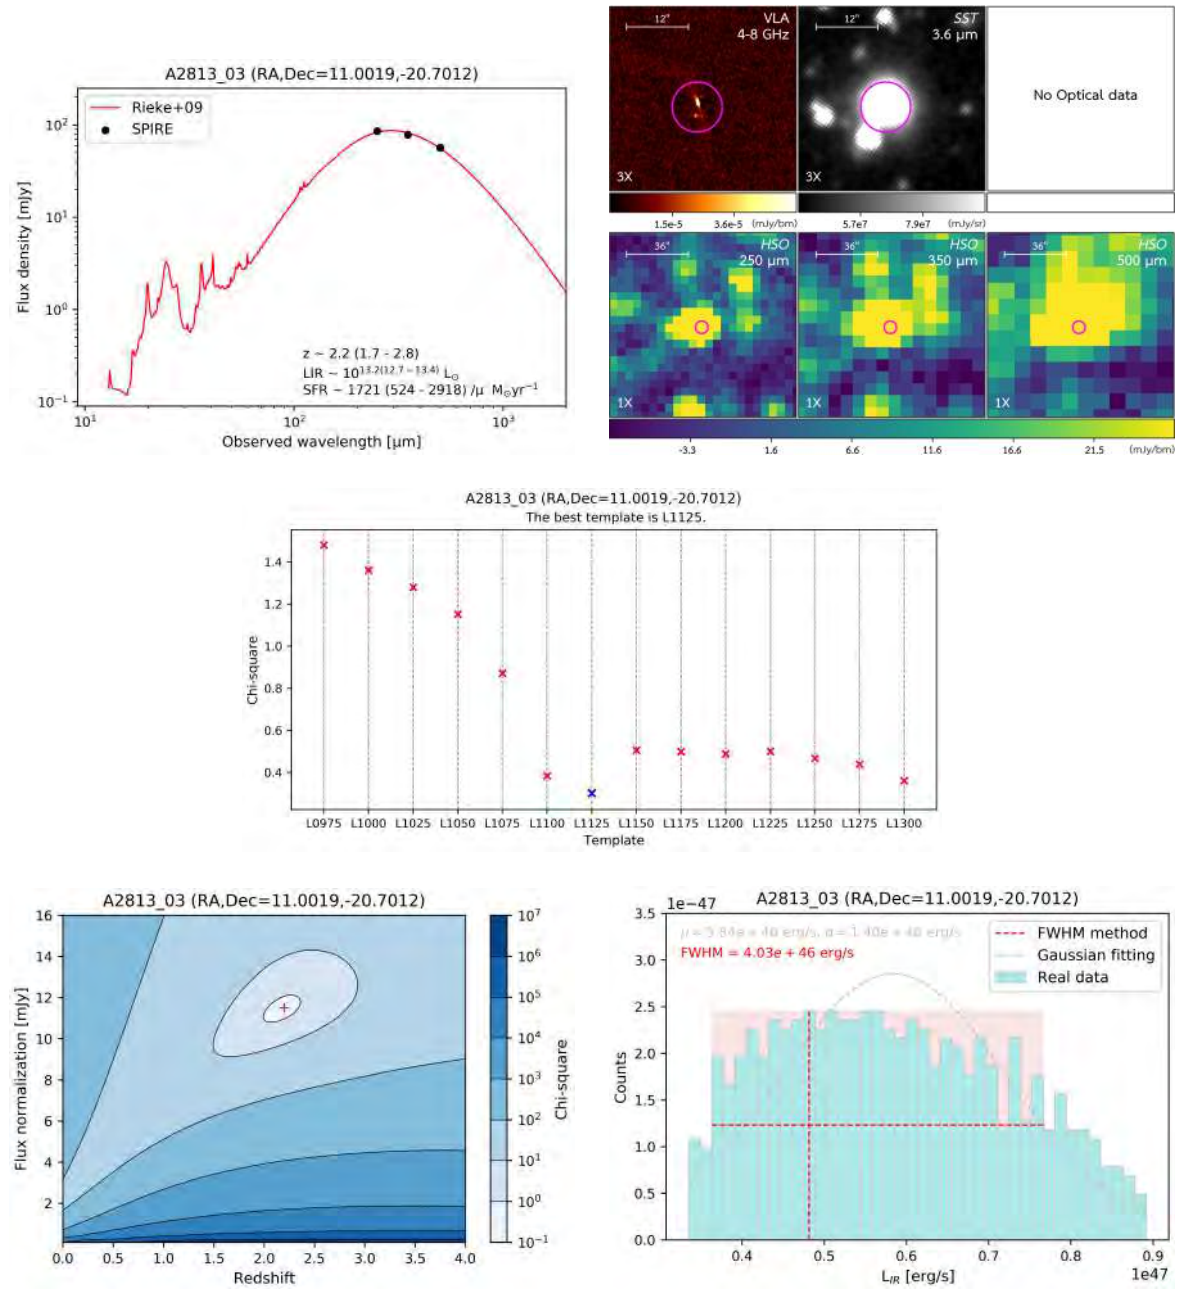 A2813_03 (RA,Dec=11.0019,-20.7012)
Rieke+09
SPIRE
Flux density [mJy]
10²
10¹
10⁰
10⁻¹
z ~ 2.2 (1.7 - 2.8)
LIR ~ 10^13.2(12.7−13.4) L⊙
SFR ~ 1721 (524 - 2918) /μ M⊙yr⁻¹
10¹ 10² 10³
Observed wavelength [μm]
12" VLA
4-8 GHz
3X
1.5e-5 3.6e-5 (mJy/bm)
12" SST
3.6 μm
3X
5.7e7 7.9e7 (mJy/sr)
No Optical data
36" HSO
250 μm
1X
36" HSO
350 μm
1X
36" HSO
500 μm
1X
-3.3 1.6 6.6 11.6 16.6 21.5 (mJy/bm)
A2813_03 (RA,Dec=11.0019,-20.7012)
The best template is L1125.
Chi-square
1.4
1.2
1.0
0.8
0.6
0.4
L0975 L1000 L1025 L1050 L1075 L1100 L1125 L1150 L1175 L1200 L1225 L1250 L1275 L1300
Template
A2813_03 (RA,Dec=11.0019,-20.7012)
Flux normalization [mJy]
16
14
12
10
8
6
4
2
0.0 0.5 1.0 1.5 2.0 2.5 3.0 3.5 4.0
Redshift
10⁷
10⁶
10⁵
10⁴
10³
10²
10¹
10⁰
10⁻¹
Chi-square
1e−47 A2813_03 (RA,Dec=11.0019,-20.7012)
FWHM = 4.03e + 46 erg/s
FWHM method
Gaussian fitting
Real data
Counts
3.5
3.0
2.5
2.0
1.5
1.0
0.5
0.0
0.4 0.5 0.6 0.7 0.8 0.9
L_IR [erg/s]
1e47